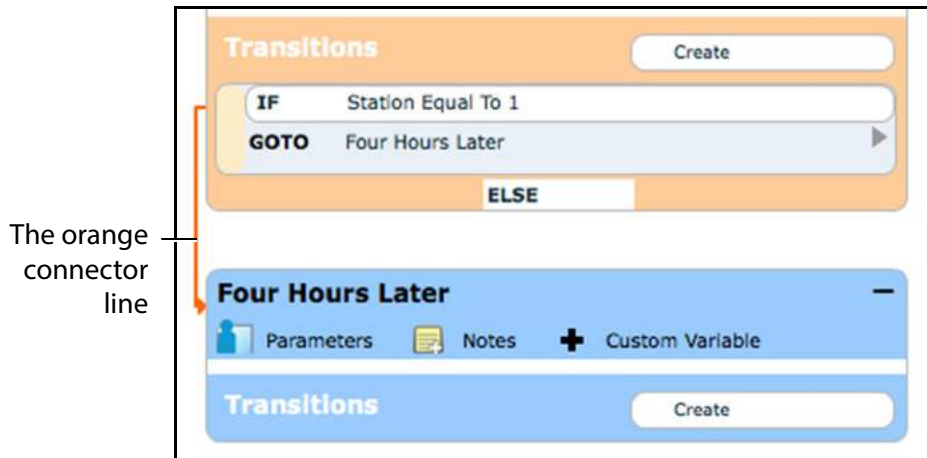 Transitions Create
IF Station Equal To 1
GOTO Four Hours Later
ELSE
The orange
connector
line
Four Hours Later
Parameters Notes Custom Variable
Transitions Create